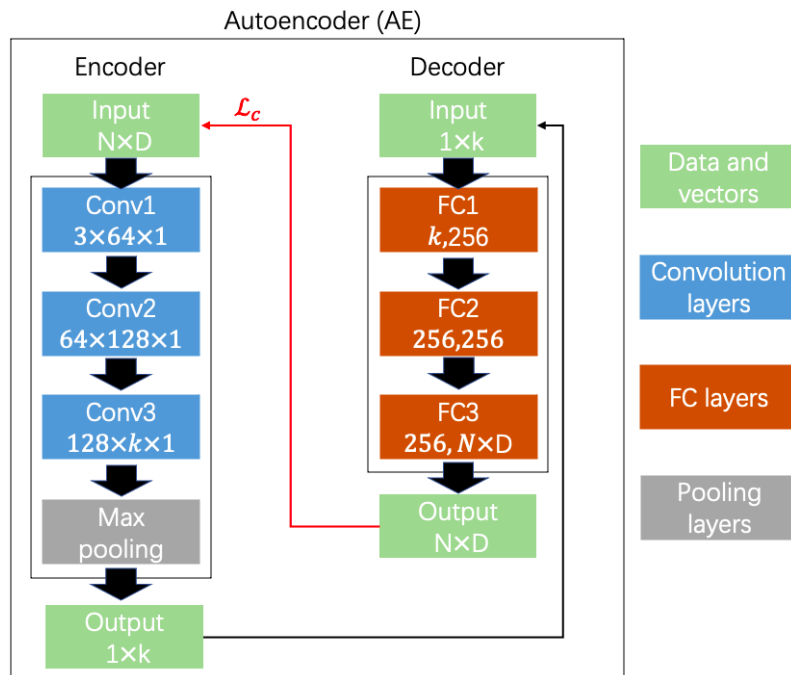 Autoencoder (AE)
Encoder
Input
N×D
Conv1
3×64×1
Conv2
64×128×1
Conv3
128×k×1
Max
pooling
Output
1×k
ℒc
Decoder
Input
1×k
FC1
k,256
FC2
256,256
FC3
256, N×D
Output
N×D
Data and
vectors
Convolution
layers
FC layers
Pooling
layers